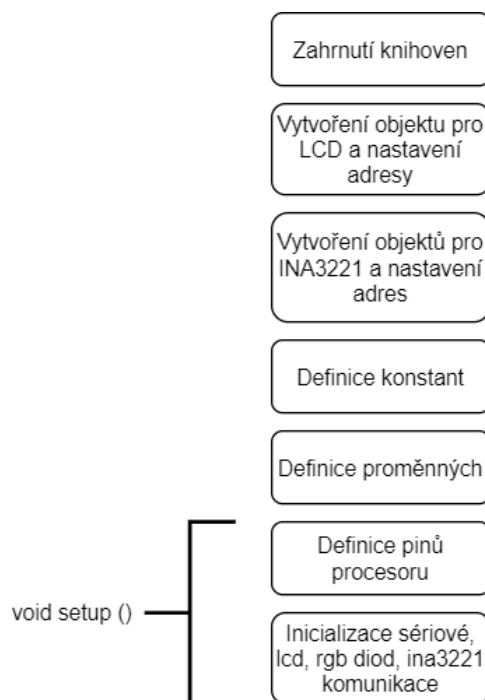 Zahrnutí knihoven
Vytvoření objektu pro
LCD a nastavení
adresy
Vytvoření objektů pro
INA3221 a nastavení
adres
Definice konstant
Definice proměnných
Definice pinů
procesoru
void setup ()
Inicializace sériové,
lcd, rgb diod, ina3221
komunikace